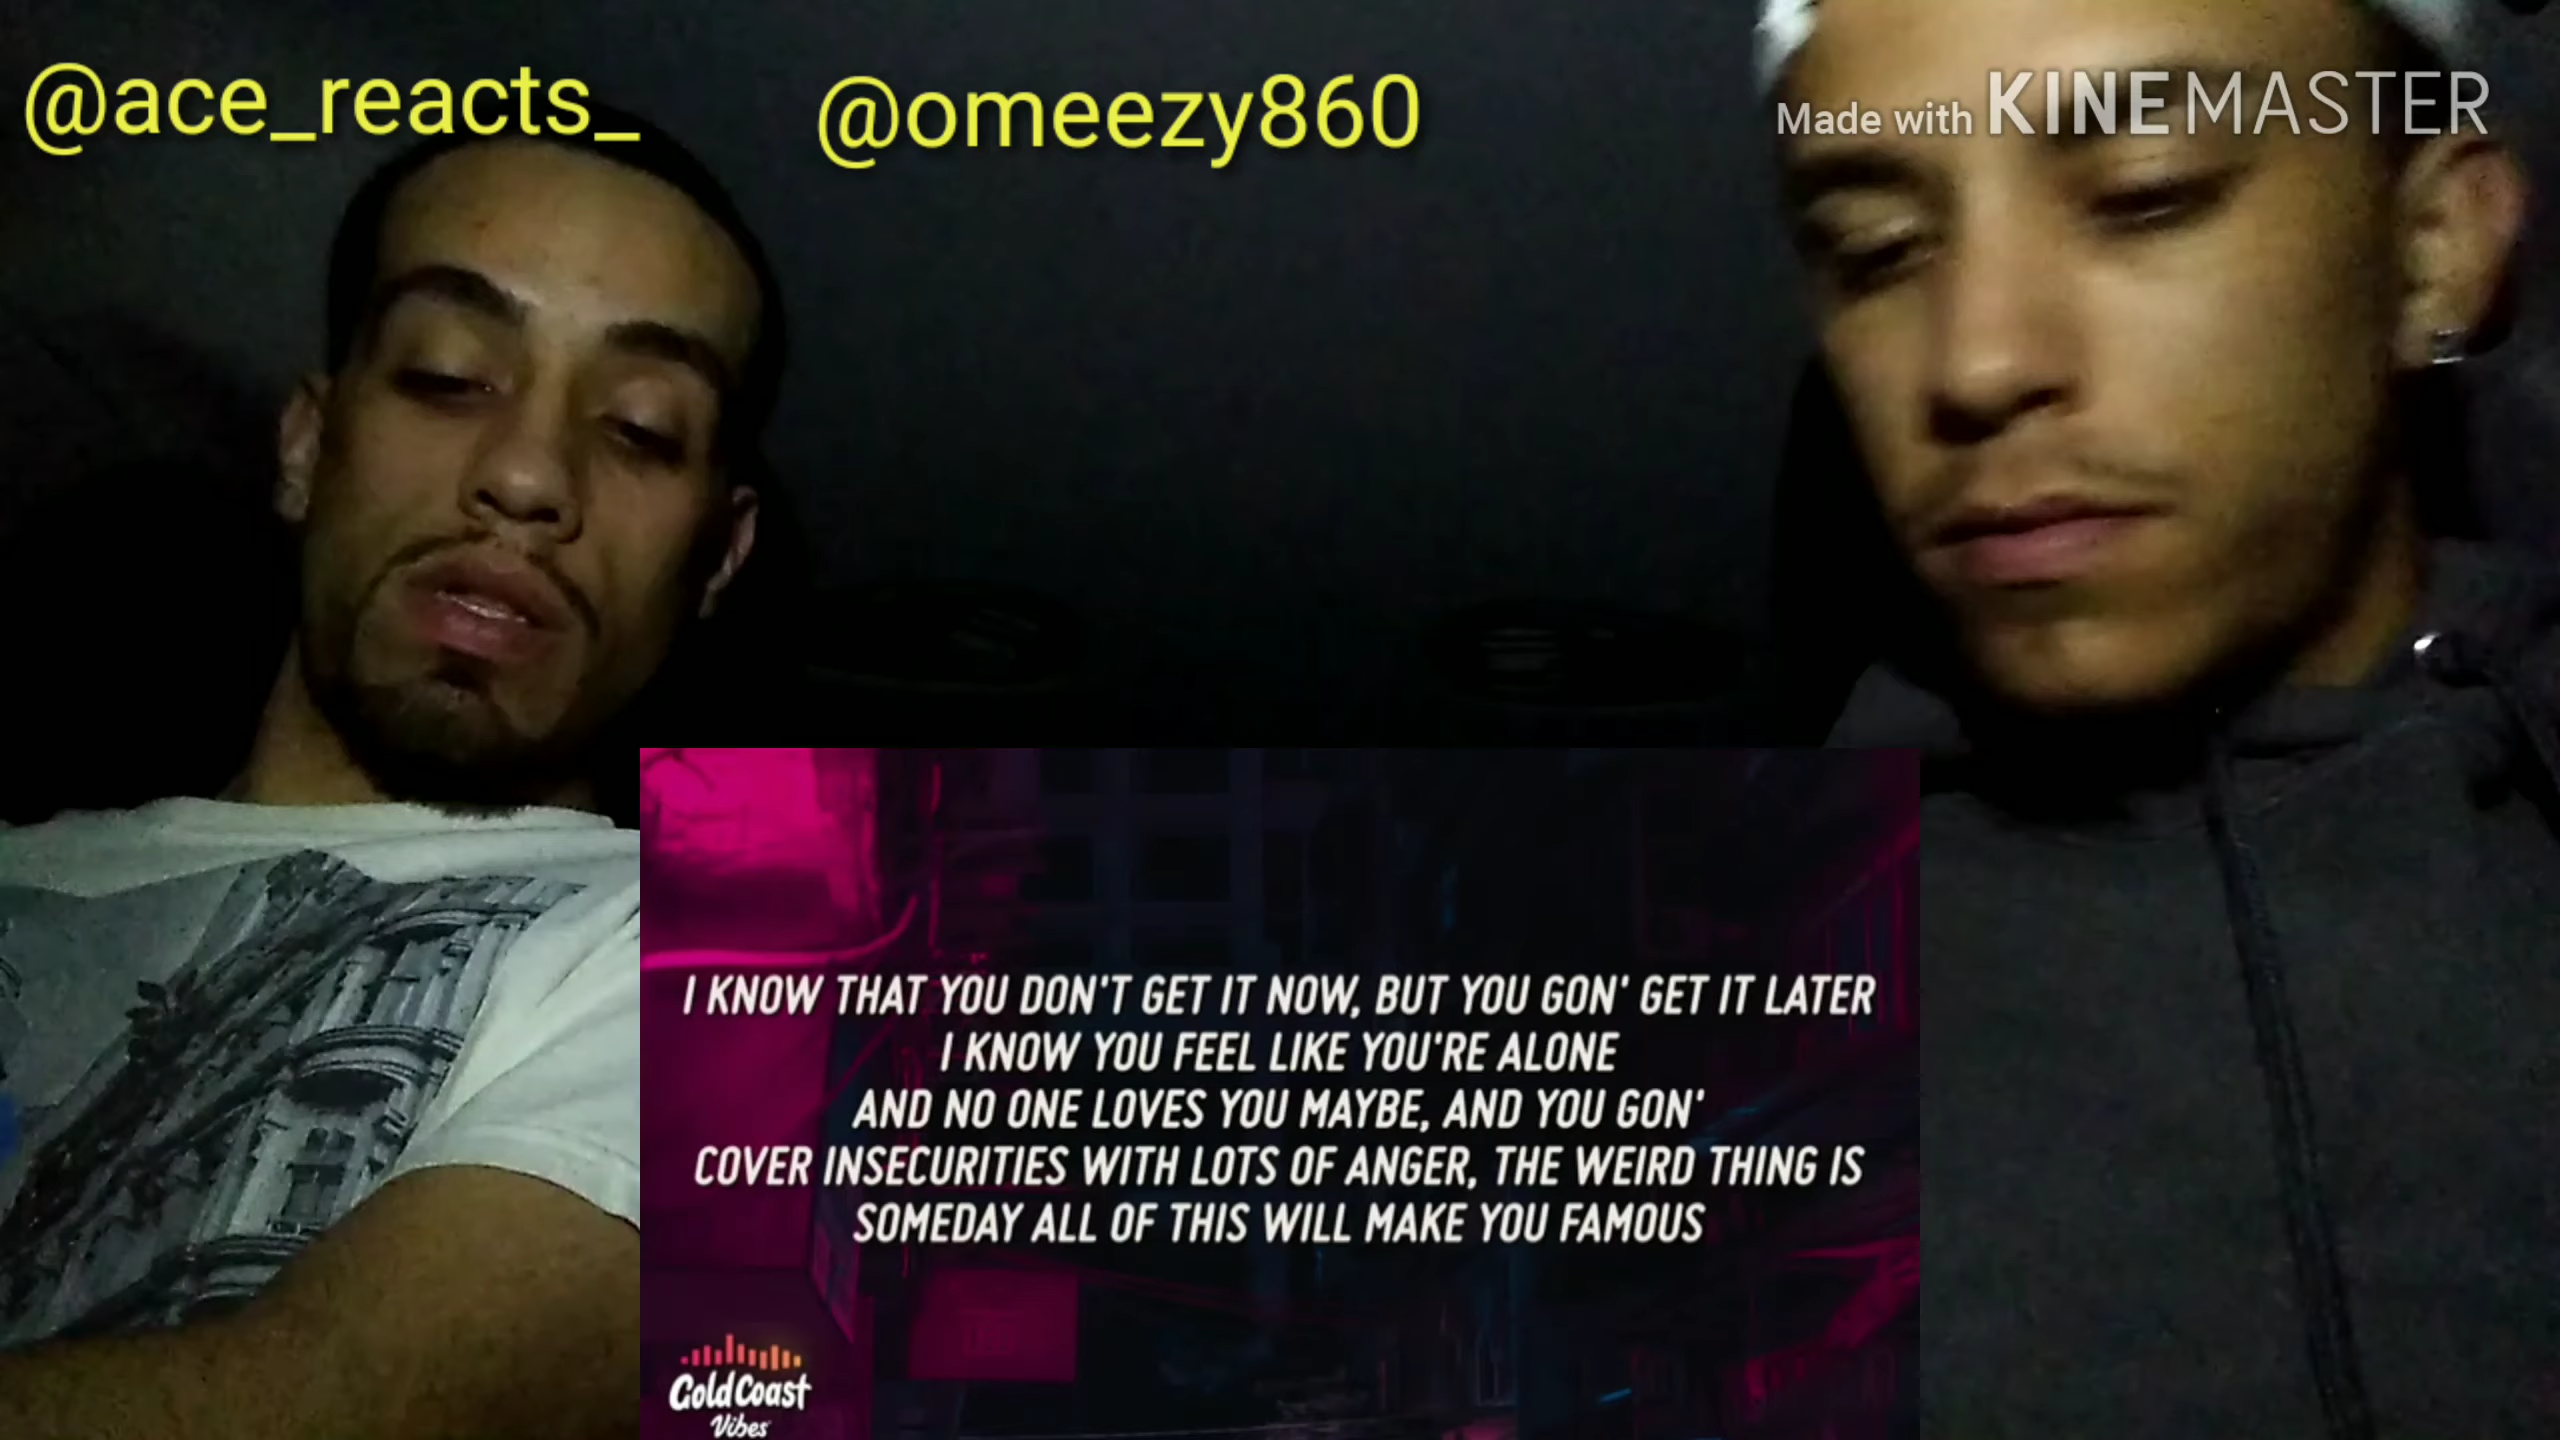 @ace_reacts_
@omeezy860
Made with KINEMASTER
I KNOW THAT YOU DON'T GET IT NOW, BUT YOU GON' GET IT LATER
I KNOW YOU FEEL LIKE YOU'RE ALONE
AND NO ONE LOVES YOU MAYBE, AND YOU GON'
COVER INSECURITIES WITH LOTS OF ANGER, THE WEIRD THING IS
SOMEDAY ALL OF THIS WILL MAKE YOU FAMOUS
GoldCoast
Vibes